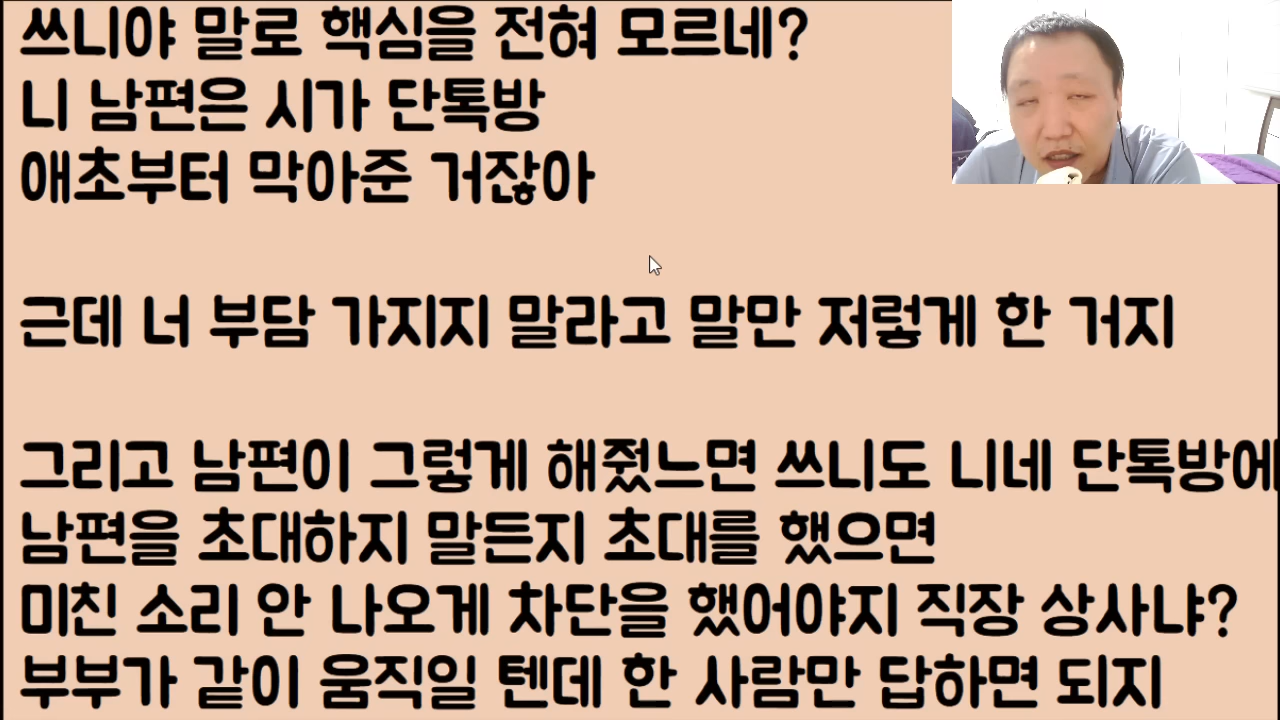 쓰니야 말로 핵심을 전혀 모르네?
니 남편은 시가 단톡방
애초부터 막아준 거잖아
근데 너 부담 가지지 말라고 말만 저렇게 한 거지
그리고 남편이 그렇게 해줬느면 쓰니도 니네 단톡방에
남편을 초대하지 말든지 초대를 했으면
미친 소리 안 나오게 차단을 했어야지 직장 상사냐?
부부가 같이 움직일 텐데 한 사람만 답하면 되지